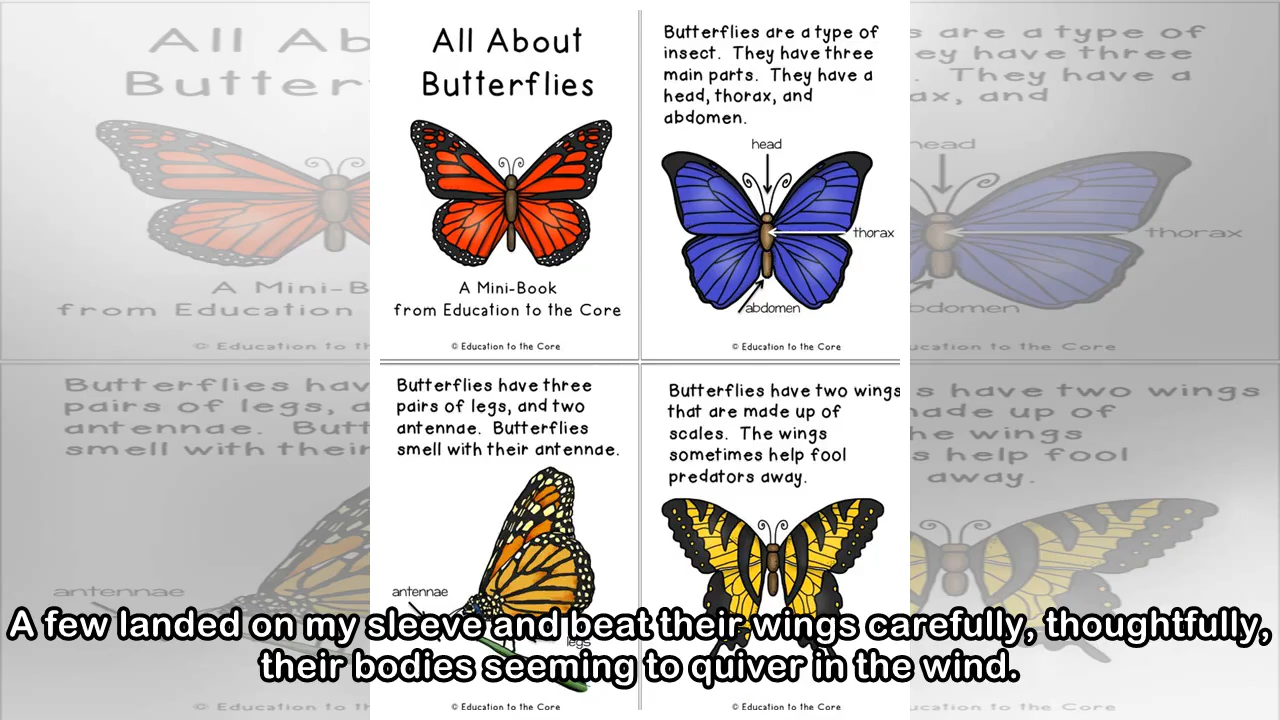 All About
Butterflies
A Mini-Book
from Education to the Core
© Education to the Core
Butterflies are a type of
insect. They have three
main parts. They have a
head, thorax, and
abdomen.
head
thorax
abdomen
© Education to the Core
Butterflies have three
pairs of legs, and two
antennae. Butterflies
smell with their antennae.
antennae
legs
© Education to the Core
Butterflies have two wings
that are made up of
scales. The wings
sometimes help fool
predators away.
© Education to the Core
A few landed on my sleeve and beat their wings carefully, thoughtfully,
their bodies seeming to quiver in the wind.